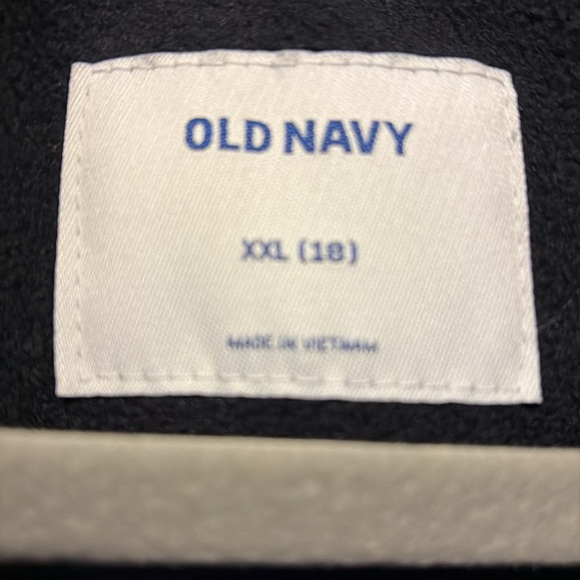 OLD NAVY
XXL (18)
MADE IN VIETNAM